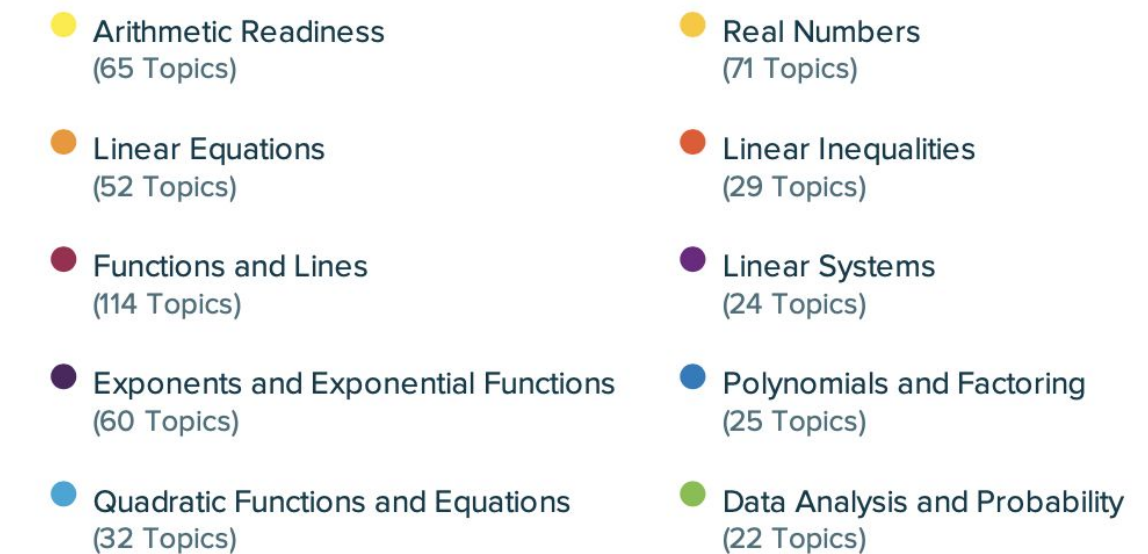 Arithmetic Readiness
(65 Topics)
Real Numbers
(71 Topics)
Linear Equations
(52 Topics)
Linear Inequalities
(29 Topics)
Functions and Lines
(114 Topics)
Linear Systems
(24 Topics)
Exponents and Exponential Functions
(60 Topics)
Polynomials and Factoring
(25 Topics)
Quadratic Functions and Equations
(32 Topics)
Data Analysis and Probability
(22 Topics)